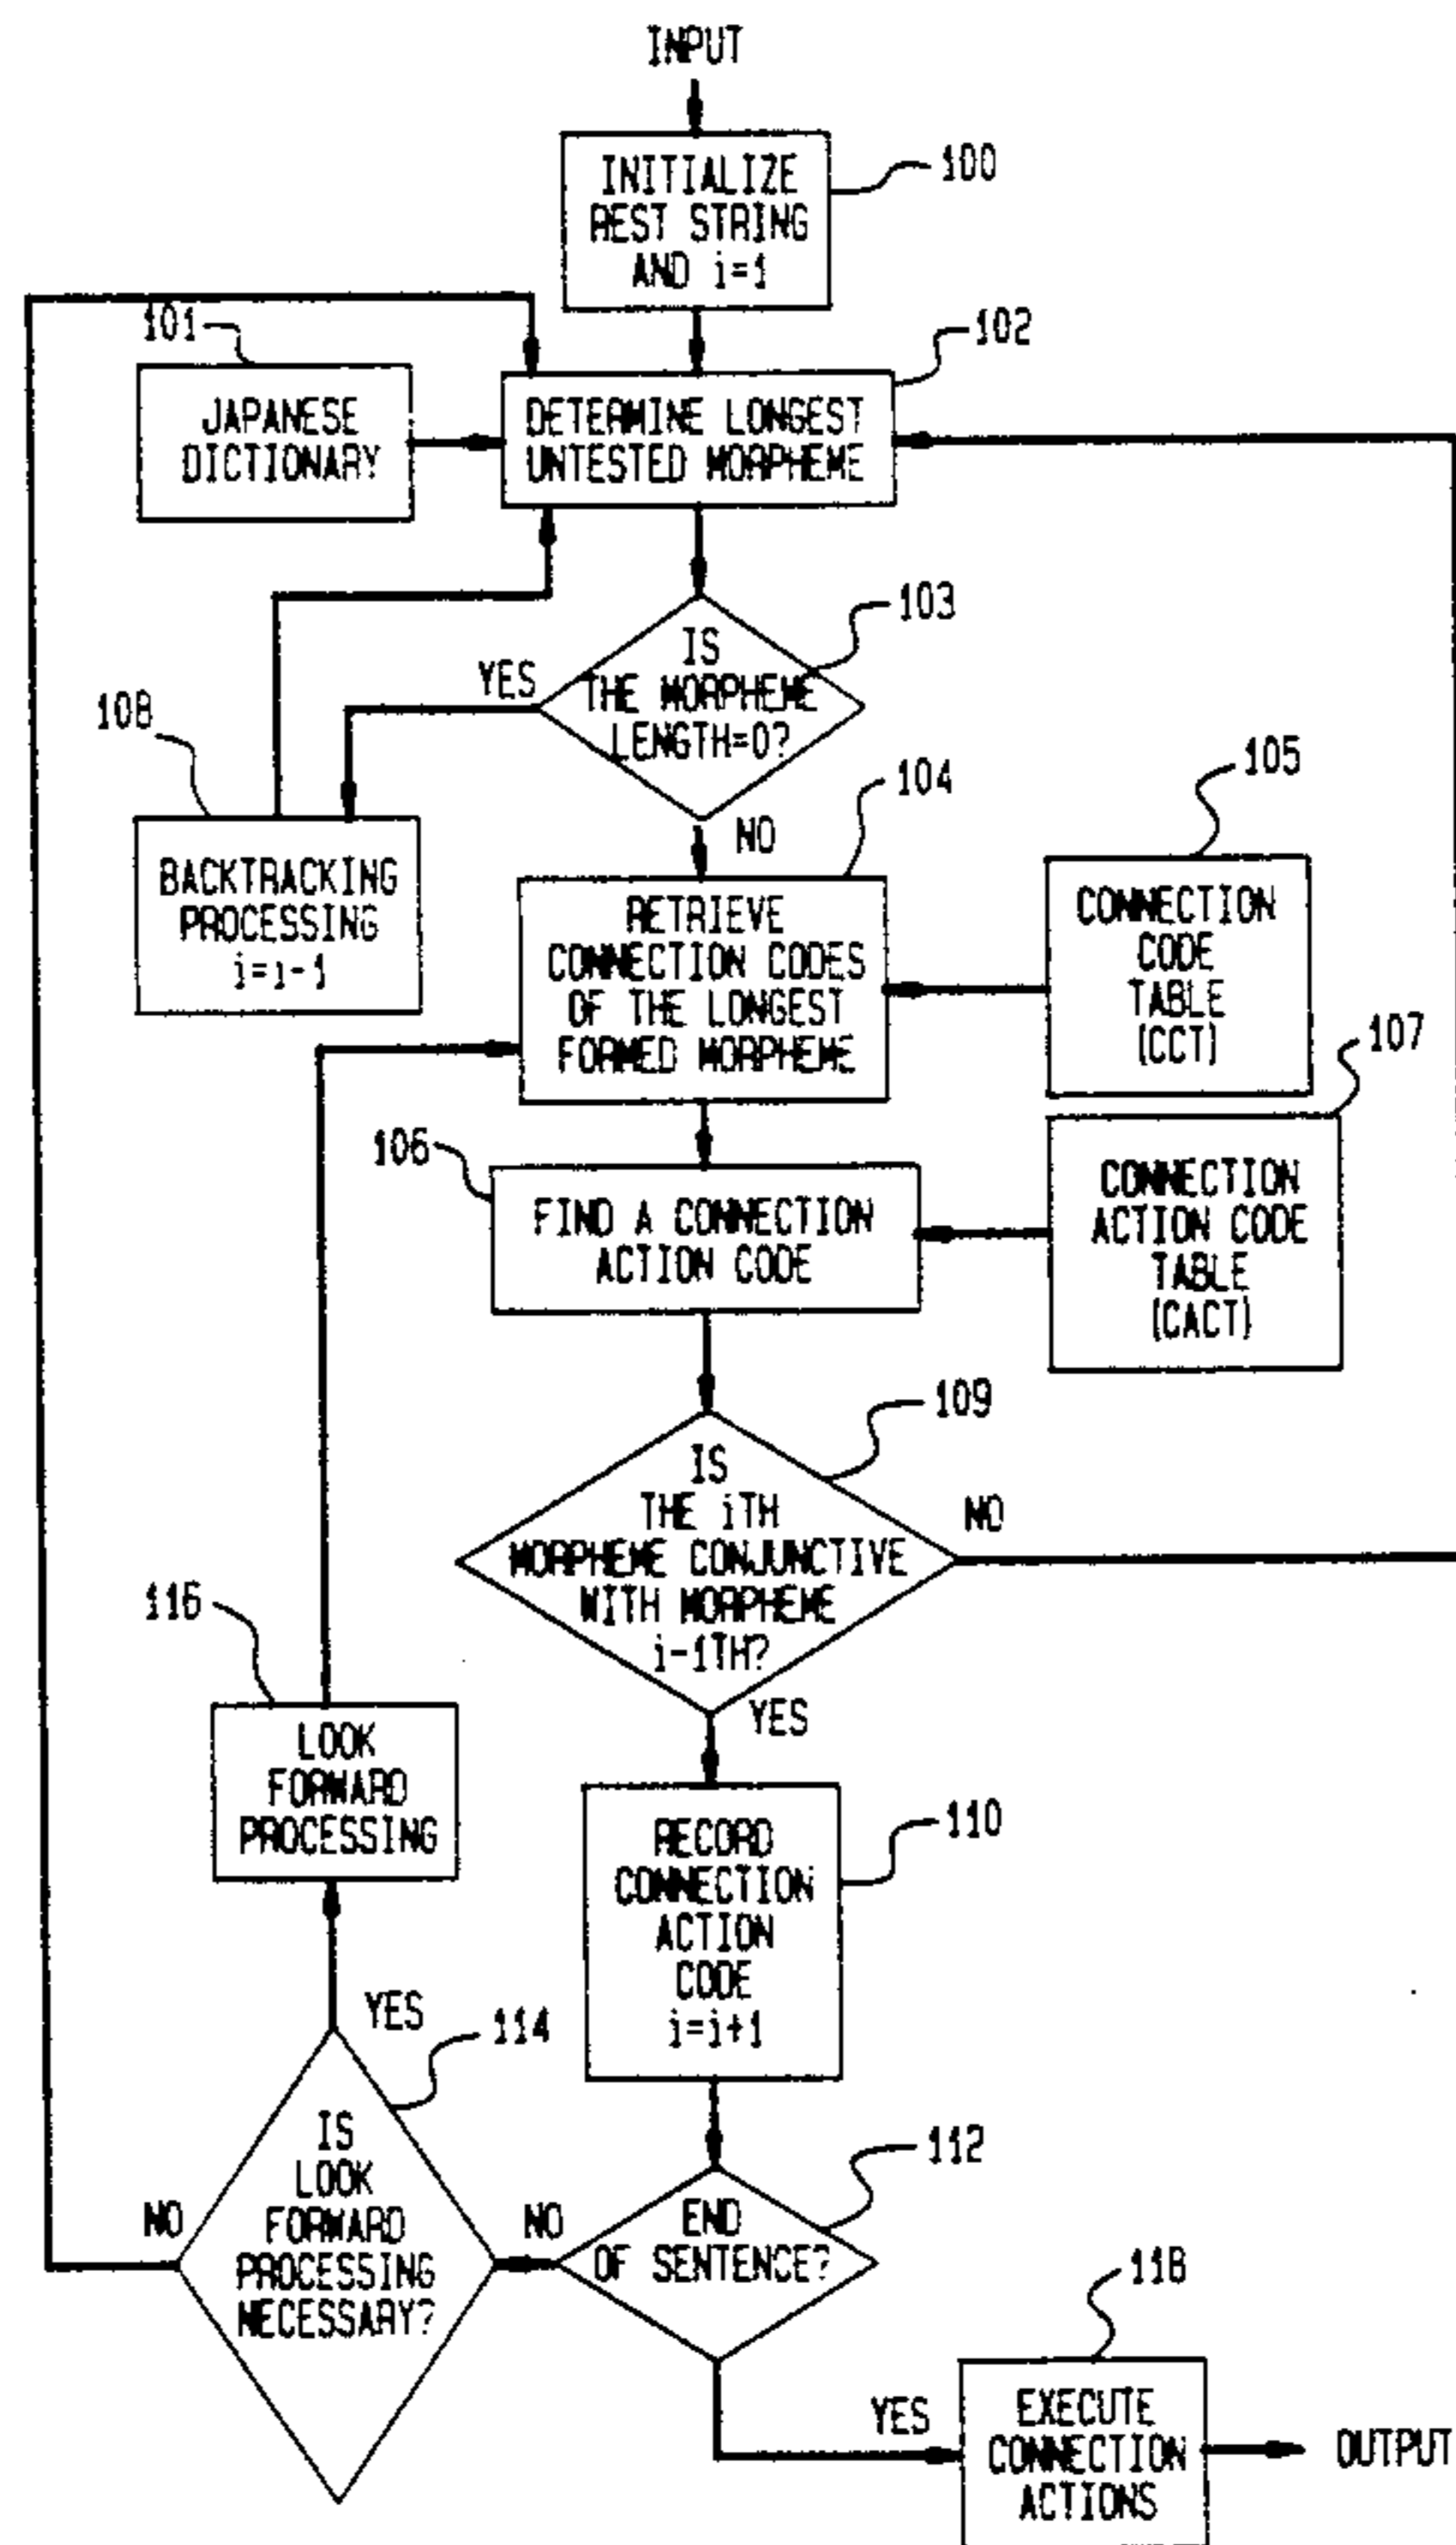 INPUT
INITIALIZE
REST STRING
AND i=1
100
101
JAPANESE
DICTIONARY
102
DETERMINE LONGEST
UNTESTED MORPHEME
103
IS
THE MORPHEME
LENGTH=0?
YES
NO
108
BACKTRACKING
PROCESSING
i=i-1
104
RETRIEVE
CONNECTION CODES
OF THE LONGEST
FORMED MORPHEME
105
CONNECTION
CODE
TABLE
(CCT)
106
FIND A CONNECTION
ACTION CODE
107
CONNECTION
ACTION CODE
TABLE
(CACT)
109
IS
THE iTH
MORPHEME CONJUNCTIVE
WITH MORPHEME
i-1TH?
NO
YES
116
LOOK
FORWARD
PROCESSING
110
RECORD
CONNECTION
ACTION
CODE
i=i+1
YES
114
IS
LOOK
FORWARD
PROCESSING
NECESSARY?
NO
NO
112
END
OF SENTENCE?
YES
118
EXECUTE
CONNECTION
ACTIONS
OUTPUT